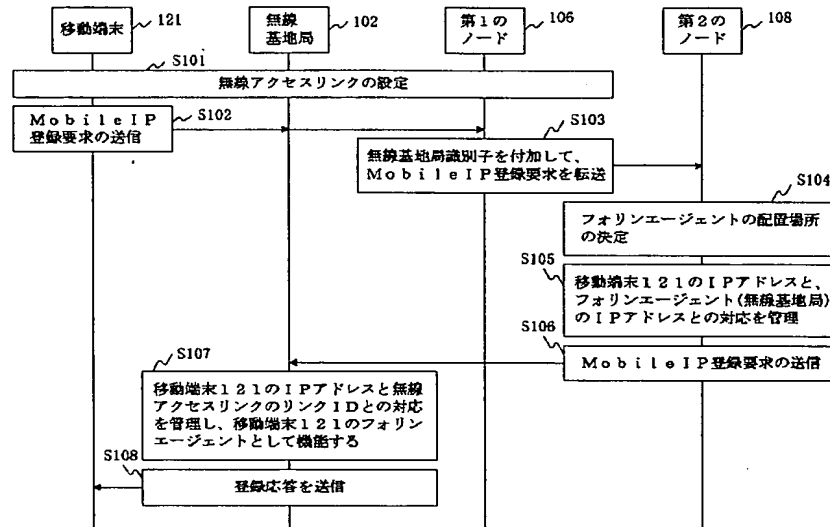 移動端末
121
無線
基地局
102
第1の
ノード
106
第2の
ノード
108
S101
無線アクセスリンクの設定
MobileIP
登録要求の送信
S102
S103
無線基地局識別子を付加して、
MobileIP登録要求を転送
S104
フォリンエージェントの配置場所
の決定
S105
移動端末121のIPアドレスと、
フォリンエージェント(無線基地局)
のIPアドレスとの対応を管理
S106
MobileIP登録要求の送信
S107
移動端末121のIPアドレスと無線
アクセスリンクのリンクIDとの対応
を管理し、移動端末121のフォリン
エージェントとして機能する
S108
登録応答を送信